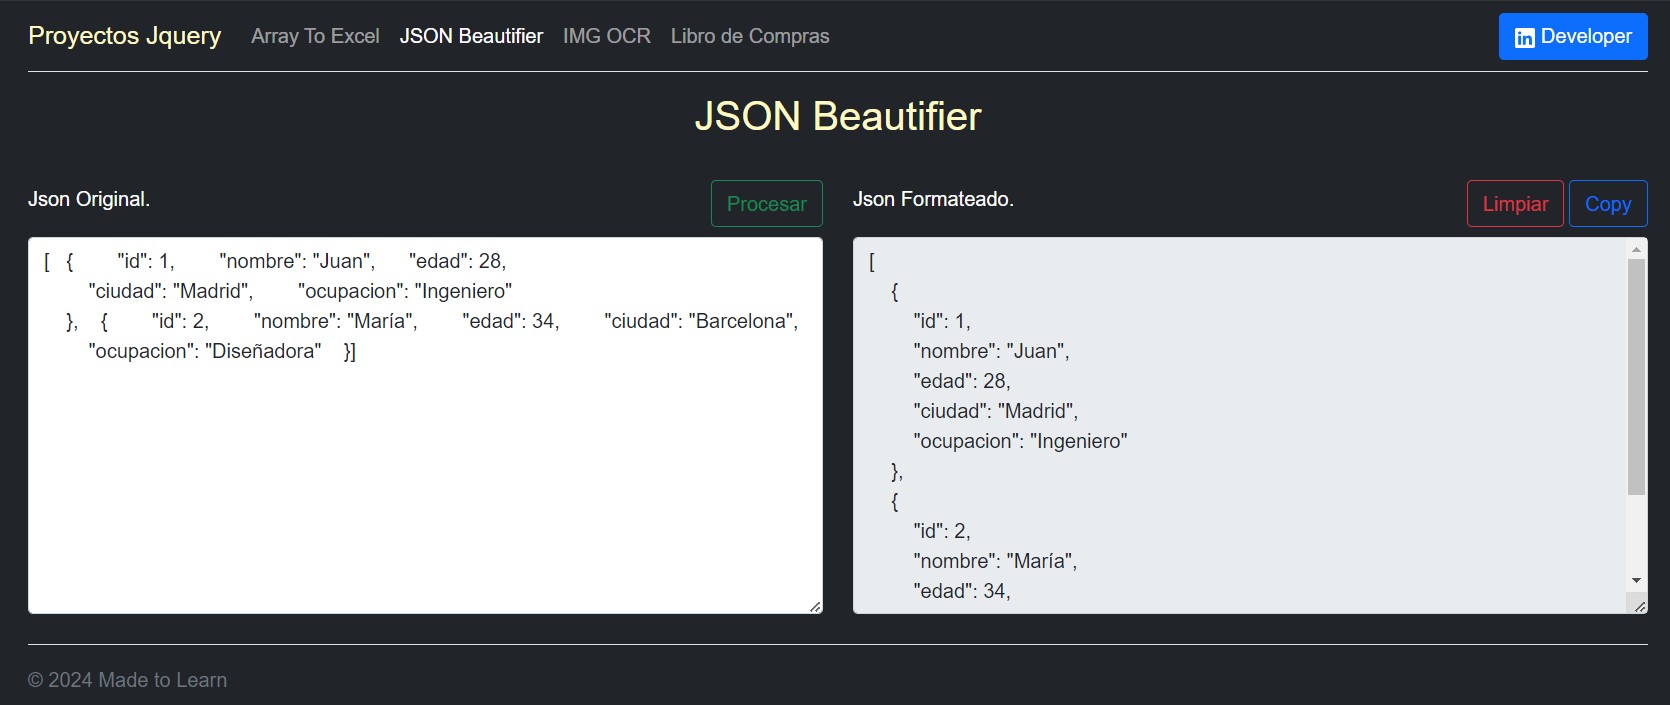 Proyectos Jquery Array To Excel JSON Beautifier IMG OCR Libro de Compras Developer
JSON Beautifier
Json Original. Procesar
[ { "id": 1, "nombre": "Juan", "edad": 28,
"ciudad": "Madrid", "ocupacion": "Ingeniero"
}, { "id": 2, "nombre": "María", "edad": 34, "ciudad": "Barcelona",
"ocupacion": "Diseñadora" }]
Json Formateado. Limpiar Copy
[
{
"id": 1,
"nombre": "Juan",
"edad": 28,
"ciudad": "Madrid",
"ocupacion": "Ingeniero"
},
{
"id": 2,
"nombre": "María",
"edad": 34,
© 2024 Made to Learn